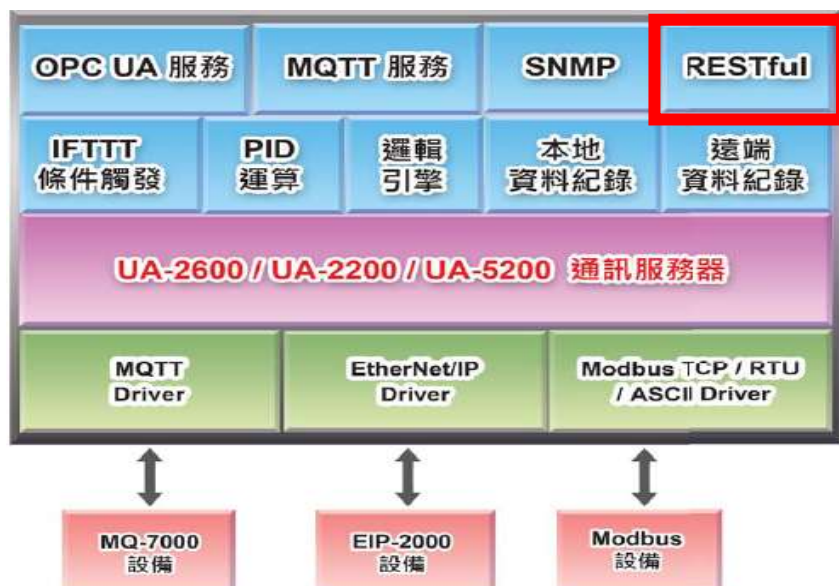 OPC UA 服務
MQTT 服務
SNMP
RESTful
IFTTT
條件觸發
PID
運算
邏輯
引擎
本地
資料紀錄
遠端
資料紀錄
UA-2600 / UA-2200 / UA-5200 通訊服務器
MQTT
Driver
EtherNet/IP
Driver
Modbus TCP / RTU
/ ASCII Driver
MQ-7000
設備
EIP-2000
設備
Modbus
設備